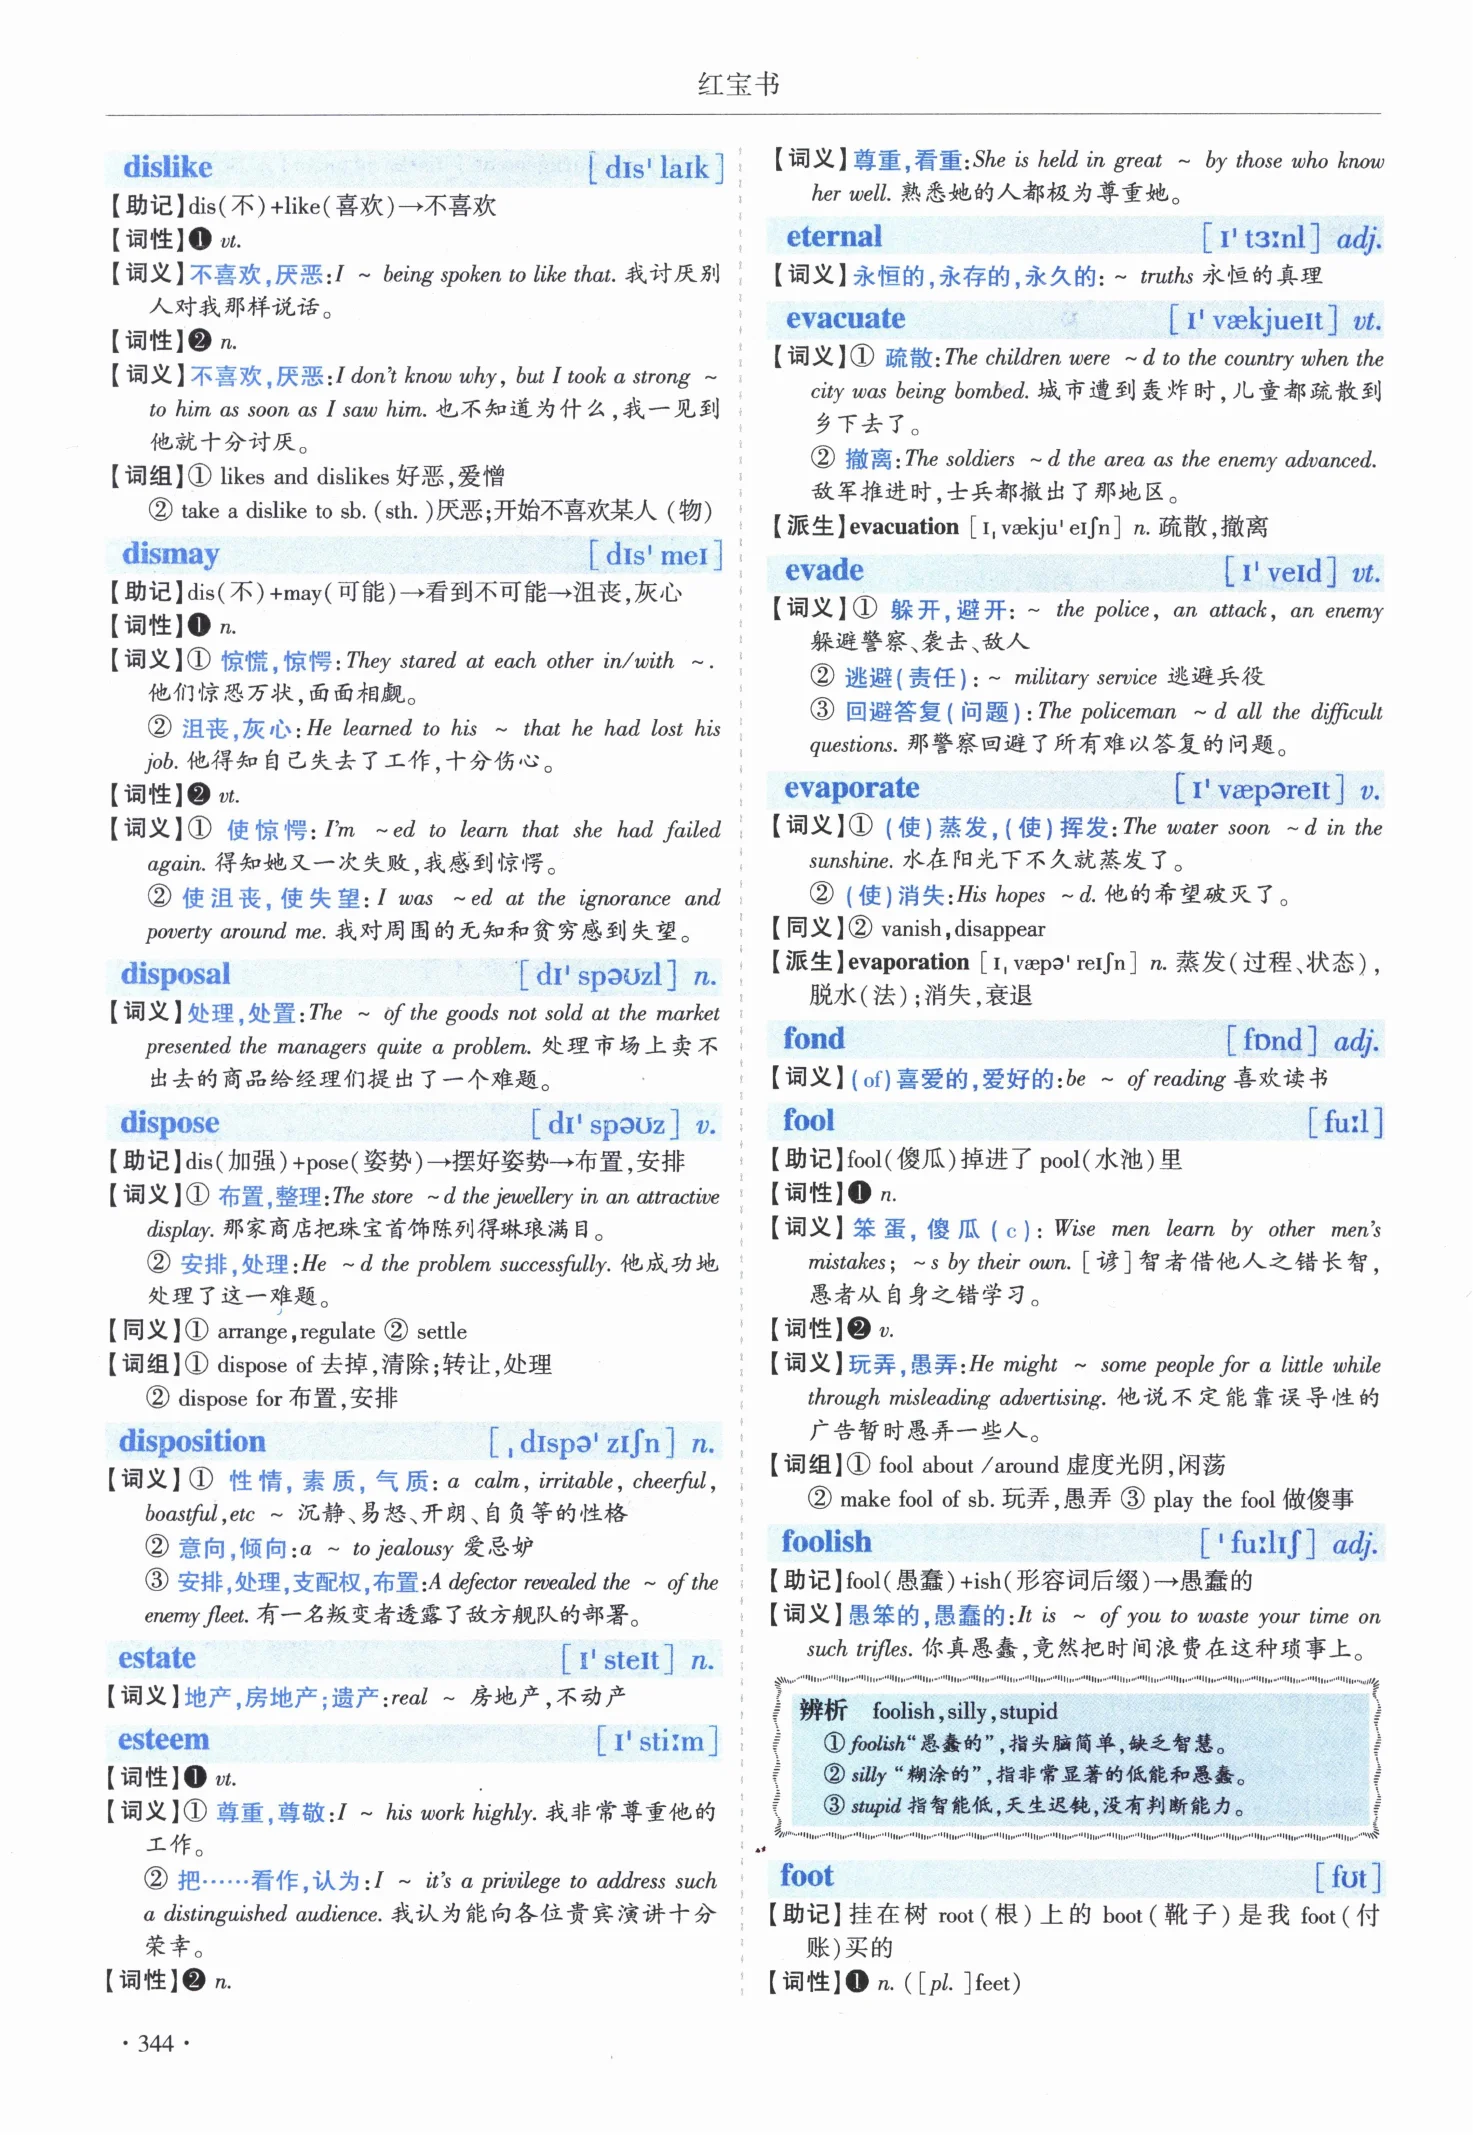 红宝书
dislike [dɪsˈlaɪk]
【助记】dis(不)+like(喜欢)→不喜欢
【词性】❶ vt.
【词义】不喜欢,厌恶:I ~ being spoken to like that. 我讨厌别
人对我那样说话。
【词性】❷ n.
【词义】不喜欢,厌恶:I don't know why, but I took a strong ~
to him as soon as I saw him. 也不知道为什么,我一见到
他就十分讨厌。
【词组】① likes and dislikes 好恶,爱憎
② take a dislike to sb. (sth. )厌恶;开始不喜欢某人 (物)
dismay [dɪsˈmeɪ]
【助记】dis(不)+may(可能)→看到不可能→沮丧,灰心
【词性】❶ n.
【词义】① 惊慌,惊愕: They stared at each other in/with ~.
他们惊恐万状,面面相觑。
② 沮丧,灰心: He learned to his ~ that he had lost his
job. 他得知自己失去了工作,十分伤心。
【词性】❷ vt.
【词义】① 使惊愕: I'm ~ed to learn that she had failed
again. 得知她又一次失败,我感到惊愕。
② 使沮丧, 使失望: I was ~ed at the ignorance and
poverty around me. 我对周围的无知和贫穷感到失望。
disposal [dɪˈspəʊzl] n.
【词义】处理,处置: The ~ of the goods not sold at the market
presented the managers quite a problem. 处理市场上卖不
出去的商品给经理们提出了一个难题。
dispose [dɪˈspəʊz] v.
【助记】dis(加强)+pose(姿势)→摆好姿势→布置,安排
【词义】① 布置,整理: The store ~d the jewellery in an attractive
display. 那家商店把珠宝首饰陈列得琳琅满目。
② 安排,处理: He ~d the problem successfully. 他成功地
处理了这一难题。
【同义】① arrange,regulate ② settle
【词组】① dispose of 去掉,清除;转让,处理
② dispose for 布置,安排
disposition [ˌdɪspəˈzɪʃn] n.
【词义】① 性情, 素质, 气质: a calm, irritable, cheerful,
boastful,etc ~ 沉静、易怒、开朗、自负等的性格
② 意向,倾向:a ~ to jealousy 爱忌妒
③ 安排,处理,支配权,布置:A defector revealed the ~ of the
enemy fleet. 有一名叛变者透露了敌方舰队的部署。
estate [ɪˈsteɪt] n.
【词义】地产,房地产;遗产:real ~ 房地产,不动产
esteem [ɪˈstiːm]
【词性】❶ vt.
【词义】① 尊重,尊敬:I ~ his work highly. 我非常尊重他的
工作。
② 把……看作,认为:I ~ it's a privilege to address such
a distinguished audience. 我认为能向各位贵宾演讲十分
荣幸。
【词性】❷ n.
【词义】尊重,看重:She is held in great ~ by those who know
her well. 熟悉她的人都极为尊重她。
eternal [ɪˈtɜːnl] adj.
【词义】永恒的,永存的,永久的: ~ truths 永恒的真理
evacuate [ɪˈvækjueɪt] vt.
【词义】① 疏散: The children were ~d to the country when the
city was being bombed. 城市遭到轰炸时,儿童都疏散到
乡下去了。
② 撤离: The soldiers ~d the area as the enemy advanced.
敌军推进时,士兵都撤出了那地区。
【派生】evacuation [ɪˌvækjuˈeɪʃn] n. 疏散,撤离
evade [ɪˈveɪd] vt.
【词义】① 躲开,避开: ~ the police, an attack, an enemy
躲避警察、袭击、敌人
② 逃避(责任): ~ military service 逃避兵役
③ 回避答复(问题): The policeman ~d all the difficult
questions. 那警察回避了所有难以答复的问题。
evaporate [ɪˈvæpəreɪt] v.
【词义】① (使)蒸发,(使)挥发: The water soon ~d in the
sunshine. 水在阳光下不久就蒸发了。
② (使)消失: His hopes ~d. 他的希望破灭了。
【同义】② vanish,disappear
【派生】evaporation [ɪˌvæpəˈreɪʃn] n. 蒸发(过程、状态),
脱水(法);消失,衰退
fond [fɒnd] adj.
【词义】(of)喜爱的,爱好的:be ~ of reading 喜欢读书
fool [fuːl]
【助记】fool(傻瓜)掉进了 pool(水池)里
【词性】❶ n.
【词义】笨蛋, 傻瓜(c): Wise men learn by other men's
mistakes; ~s by their own. [谚]智者借他人之错长智,
愚者从自身之错学习。
【词性】❷ v.
【词义】玩弄,愚弄:He might ~ some people for a little while
through misleading advertising. 他说不定能靠误导性的
广告暂时愚弄一些人。
【词组】① fool about /around 虚度光阴,闲荡
② make fool of sb. 玩弄,愚弄 ③ play the fool 做傻事
foolish [ˈfuːlɪʃ] adj.
【助记】fool(愚蠢)+ish(形容词后缀)→愚蠢的
【词义】愚笨的,愚蠢的:It is ~ of you to waste your time on
such trifles. 你真愚蠢,竟然把时间浪费在这种琐事上。
辨析 foolish,silly,stupid
① foolish“愚蠢的”,指头脑简单,缺乏智慧。
② silly “糊涂的”,指非常显著的低能和愚蠢。
③ stupid 指智能低,天生迟钝,没有判断能力。
foot [fʊt]
【助记】挂在树 root(根)上的 boot(靴子)是我 foot(付
账)买的
【词性】❶ n. ([pl. ]feet)
· 344 ·